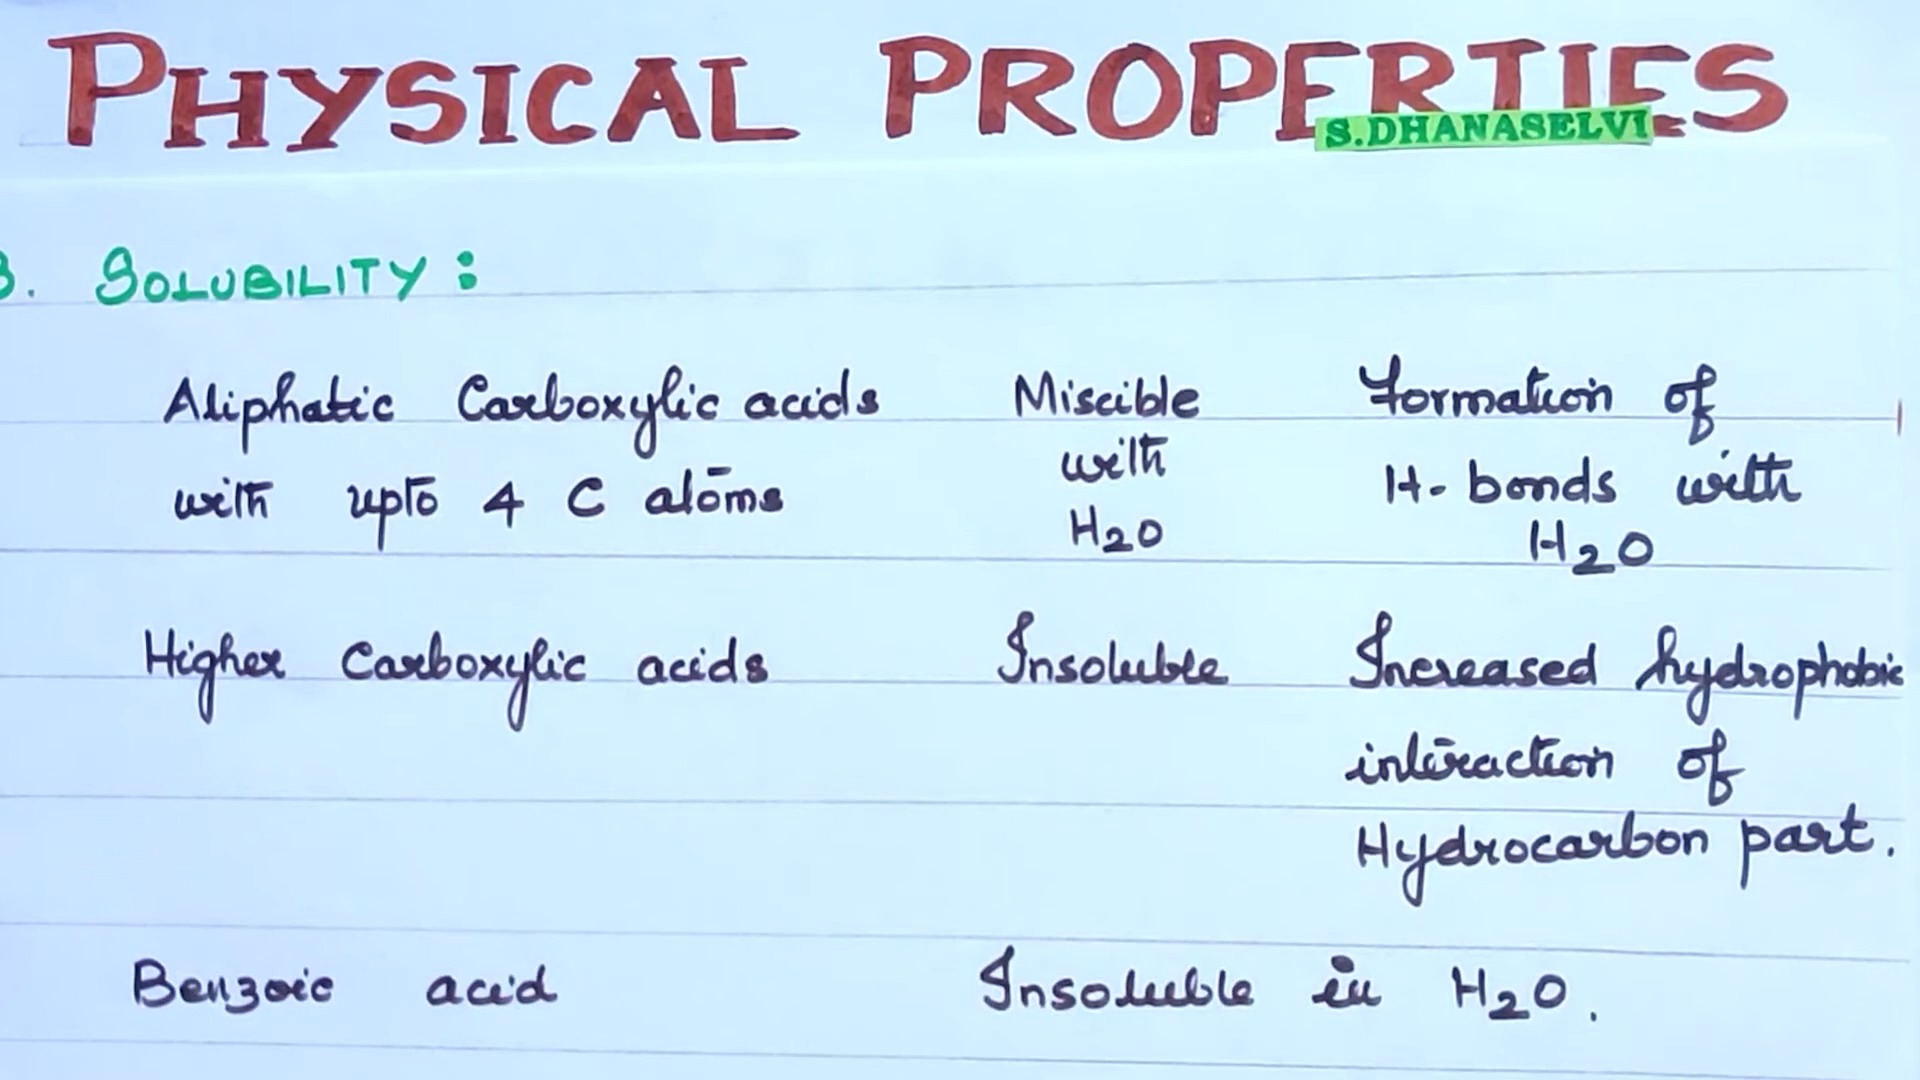 PHYSICAL PROPERTIES
S.DHANASELVI
3. SOLUBILITY :
Aliphatic Carboxylic acids Miscible Formation of
with upto 4 C atoms with H-bonds with
H2O H2O
Higher Carboxylic acids Insoluble Increased hydrophobic
interaction of
Hydrocarbon part.
Benzoic acid Insoluble in H2O.